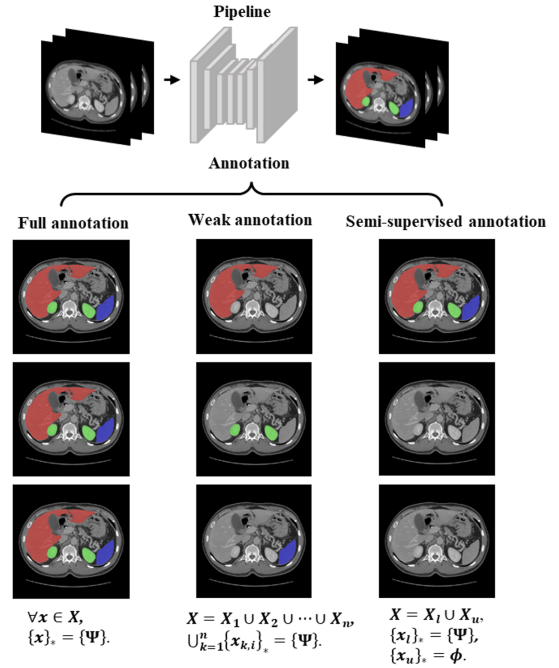 Pipeline
Annotation
Full annotation
Weak annotation
Semi-supervised annotation
∀x ∈ X,
{x}∗ = {Ψ}.
X = X₁ ∪ X₂ ∪ ⋯ ∪ Xₙ,
⋃ⁿₖ₌₁{xₖ,ᵢ}∗ = {Ψ}.
X = Xₗ ∪ Xᵤ,
{xₗ}∗ = {Ψ},
{xᵤ}∗ = ϕ.